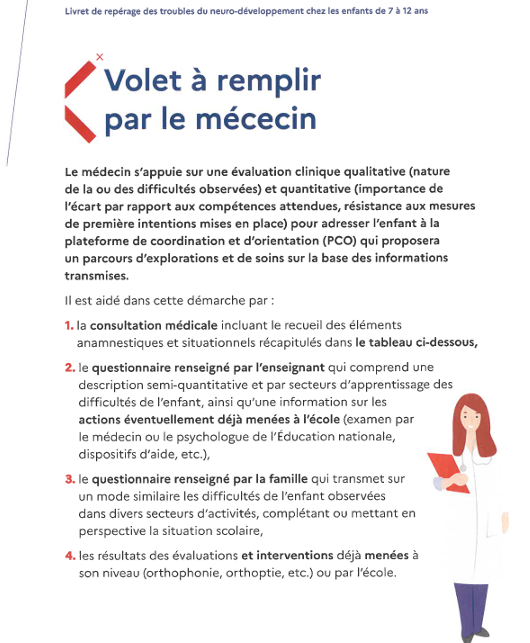 Livret de repérage des troubles du neuro-développement chez les enfants de 7 à 12 ans
Volet à remplir
par le mécecin
Le médecin s'appuie sur une évaluation clinique qualitative (nature
de la ou des difficultés observées) et quantitative (importance de
l'écart par rapport aux compétences attendues, résistance aux mesures
de première intentions mises en place) pour adresser l'enfant à la
plateforme de coordination et d'orientation (PCO) qui proposera
un parcours d'explorations et de soins sur la base des informations
transmises.
Il est aidé dans cette démarche par :
1. la consultation médicale incluant le recueil des éléments
anamnestiques et situationnels récapitulés dans le tableau ci-dessous,
2. le questionnaire renseigné par l'enseignant qui comprend une
description semi-quantitative et par secteurs d'apprentissage des
difficultés de l'enfant, ainsi qu'une information sur les
actions éventuellement déjà menées à l'école (examen par
le médecin ou le psychologue de l'Éducation nationale,
dispositifs d'aide, etc.),
3. le questionnaire renseigné par la famille qui transmet sur
un mode similaire les difficultés de l'enfant observées
dans divers secteurs d'activités, complétant ou mettant en
perspective la situation scolaire,
4. les résultats des évaluations et interventions déjà menées à
son niveau (orthophonie, orthoptie, etc.) ou par l'école.